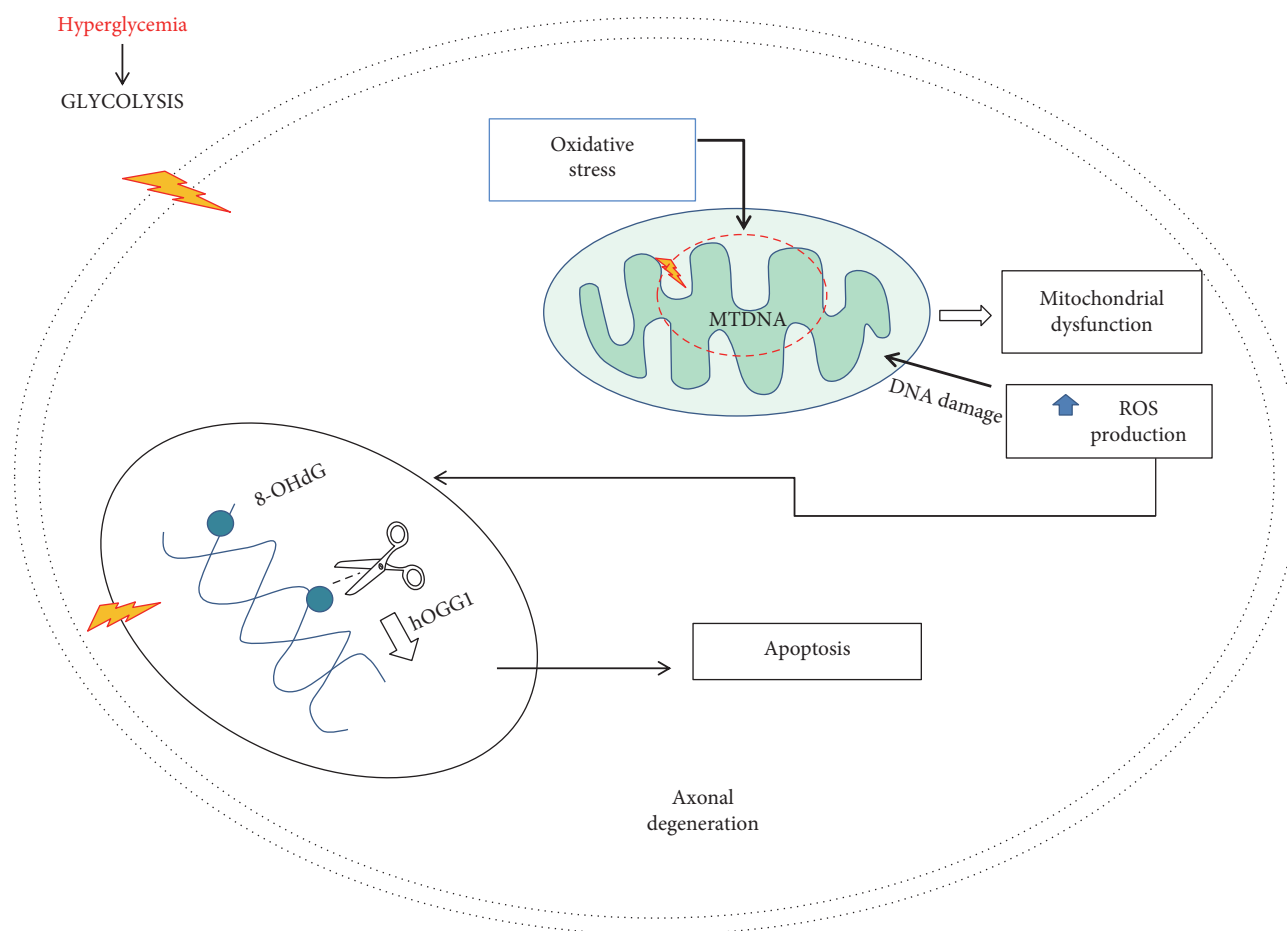 Hyperglycemia
GLYCOLYSIS
Oxidative
stress
MTDNA
Mitochondrial
dysfunction
DNA damage
ROS
production
8-OHdG
hOGG1
Apoptosis
Axonal
degeneration